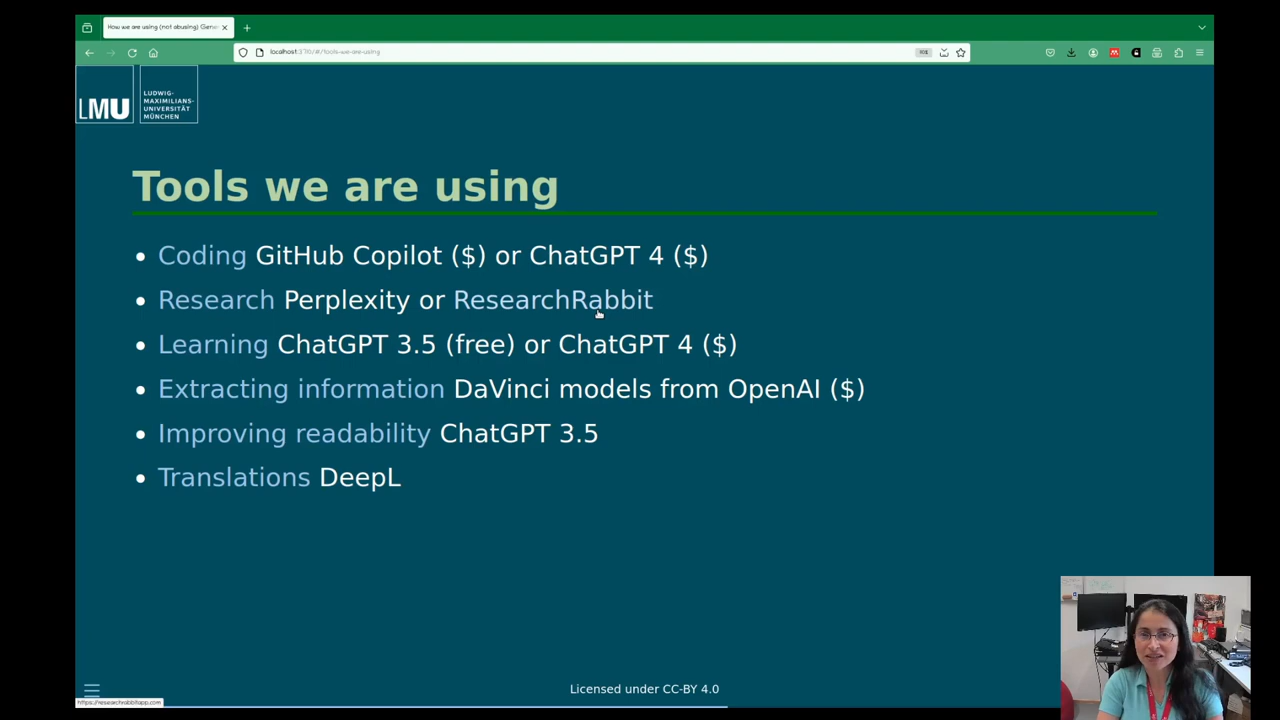 How we are using (not abusing) Gene
localhost:3
/#/tools-we-are-using
LMU
LUDWIG-
MAXIMILIANS-
UNIVERSITÄT
MÜNCHEN
Tools we are using
• Coding GitHub Copilot ($) or ChatGPT 4 ($)
• Research Perplexity or ResearchRabbit
• Learning ChatGPT 3.5 (free) or ChatGPT 4 ($)
• Extracting information DaVinci models from OpenAI ($)
• Improving readability ChatGPT 3.5
• Translations DeepL
Licensed under CC-BY 4.0
https://researchrabbitapp.com